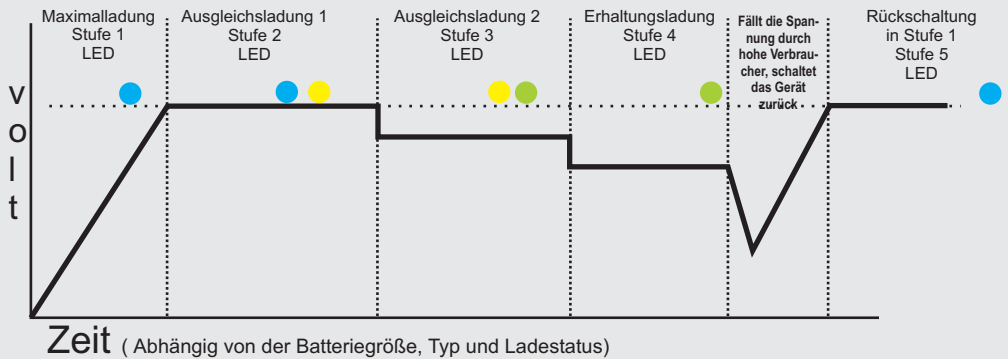 Maximalladung
Stufe 1
LED
Ausgleichsladung 1
Stufe 2
LED
Ausgleichsladung 2
Stufe 3
LED
Erhaltungsladung
Stufe 4
LED
Fällt die Span-
nung durch
hohe Verbrau-
cher, schaltet
das Gerät
zurück
Rückschaltung
in Stufe 1
Stufe 5
LED
volt
Zeit ( Abhängig von der Batteriegröße, Typ und Ladestatus)